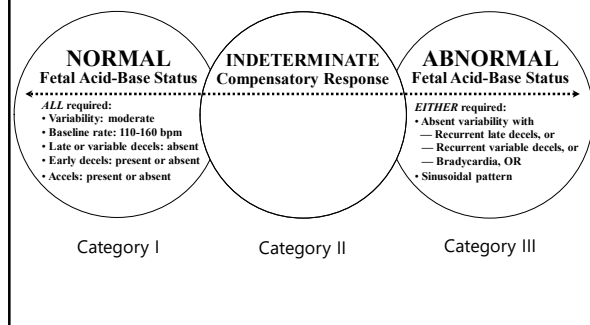 NORMAL
Fetal Acid-Base Status
ALL required:
• Variability: moderate
• Baseline rate: 110-160 bpm
• Late or variable decels: absent
• Early decels: present or absent
• Accels: present or absent
INDETERMINATE
Compensatory Response
ABNORMAL
Fetal Acid-Base Status
EITHER required:
• Absent variability with
— Recurrent late decels, or
— Recurrent variable decels, or
— Bradycardia, OR
• Sinusoidal pattern
Category I
Category II
Category III